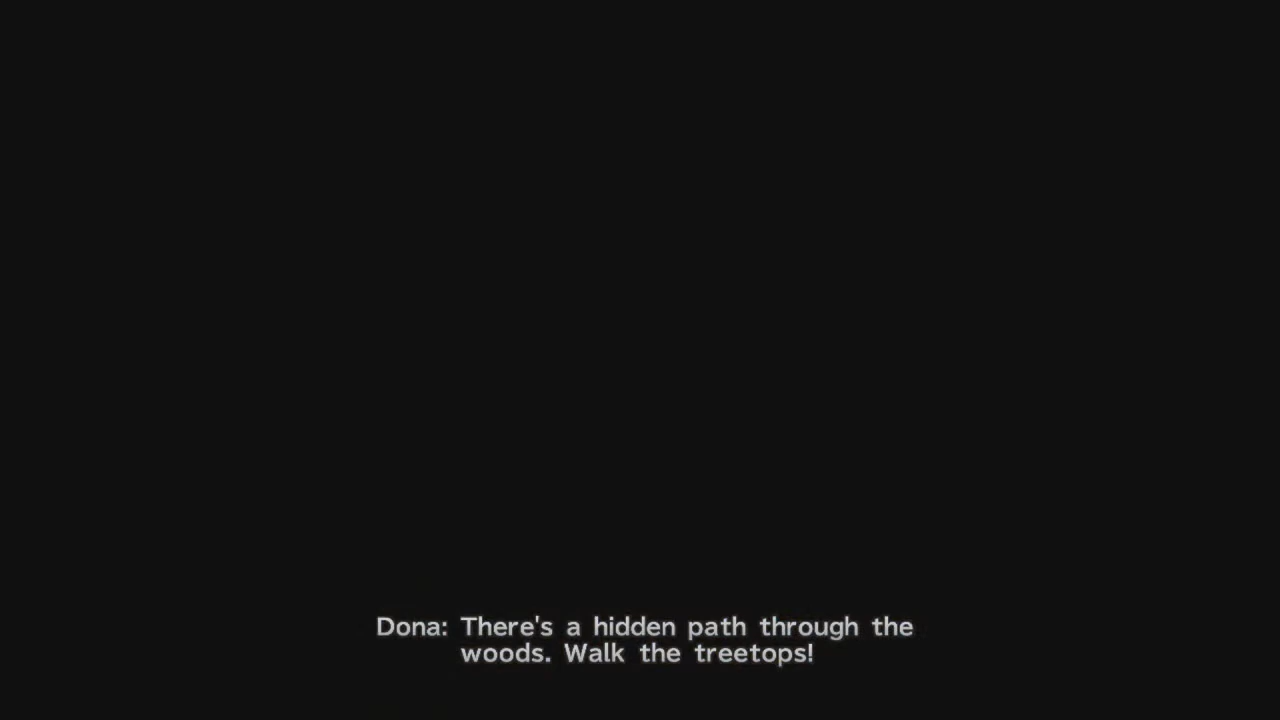 Dona: There's a hidden path through the
woods. Walk the treetops!